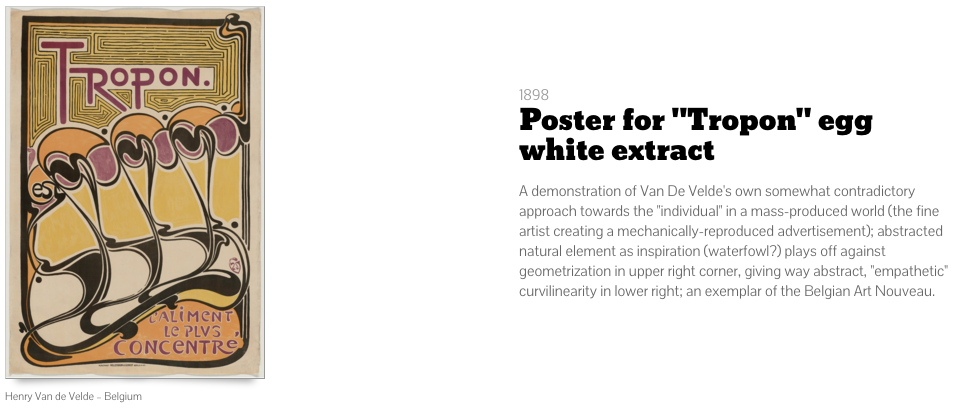 TROPON.
est
L'ALIMENT
LE PLUS
CONCENTRÉ
Henry Van de Velde – Belgium
1898
Poster for "Tropon" egg
white extract
A demonstration of Van De Velde's own somewhat contradictory
approach towards the "individual" in a mass-produced world (the fine
artist creating a mechanically-reproduced advertisement); abstracted
natural element as inspiration (waterfowl?) plays off against
geometrization in upper right corner, giving way abstract, "empathetic"
curvilinearity in lower right; an exemplar of the Belgian Art Nouveau.